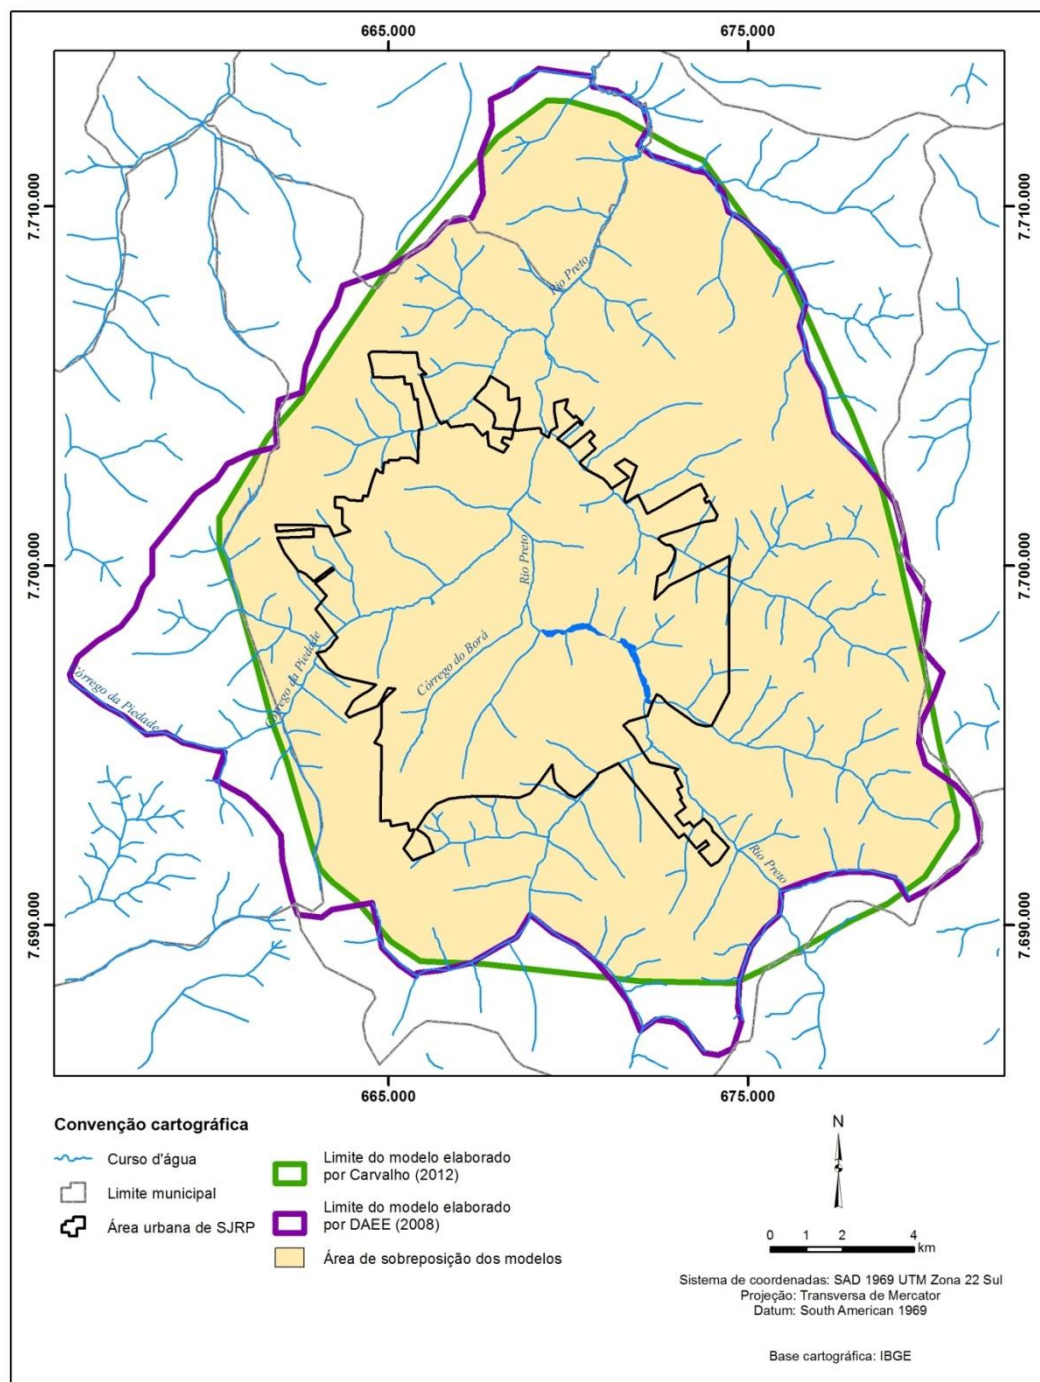 665.000
675.000
7.710.000
7.710.000
Rio Preto
7.700.000
7.700.000
Rio Preto
Córrego do Borá
Córrego da Piedade
Córrego da Piedade
Rio Preto
7.690.000
7.690.000
665.000
675.000
Convenção cartográfica
Curso d'água
Limite municipal
Área urbana de SJRP
Limite do modelo elaborado
por Carvalho (2012)
Limite do modelo elaborado
por DAEE (2008)
Área de sobreposição dos modelos
N
0 1 2 4
km
Sistema de coordenadas: SAD 1969 UTM Zona 22 Sul
Projeção: Transversa de Mercator
Datum: South American 1969
Base cartográfica: IBGE